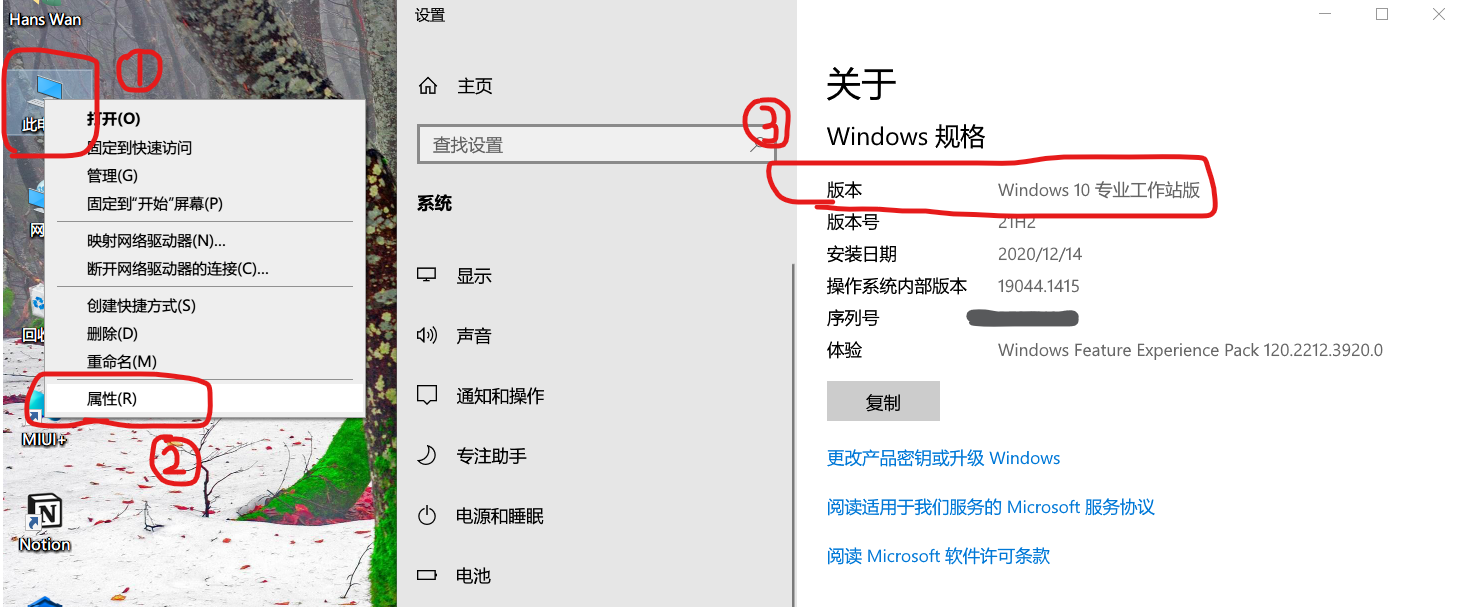 Hans Wan
①
此电
打开(O)
固定到快速访问
管理(G)
固定到"开始"屏幕(P)
网
映射网络驱动器(N)...
断开网络驱动器的连接(C)...
创建快捷方式(S)
回收
删除(D)
重命名(M)
属性(R)
MIUI+
②
Notion
设置
主页
查找设置
系统
显示
声音
通知和操作
专注助手
电源和睡眠
电池
关于
③
Windows 规格
版本 Windows 10 专业工作站版
版本号 21H2
安装日期 2020/12/14
操作系统内部版本 19044.1415
序列号
体验 Windows Feature Experience Pack 120.2212.3920.0
复制
更改产品密钥或升级 Windows
阅读适用于我们服务的 Microsoft 服务协议
阅读 Microsoft 软件许可条款